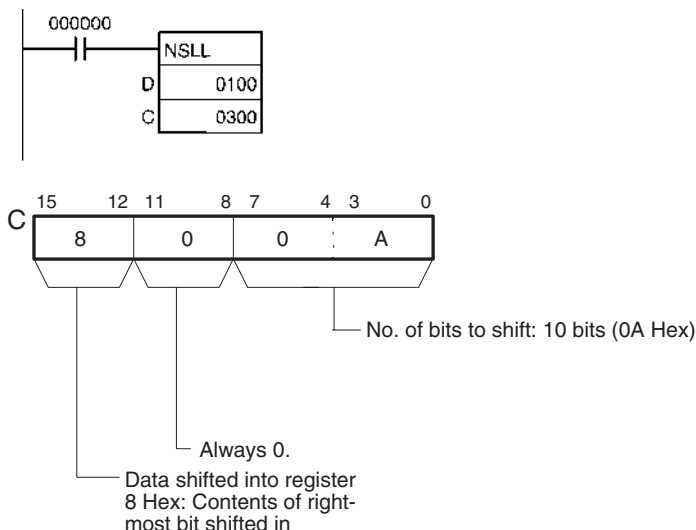 000000
NSLL
D 0100
C 0300
15 12 11 8 7 4 3 0
C 8 0 0 A
No. of bits to shift: 10 bits (0A Hex)
Always 0.
Data shifted into register
8 Hex: Contents of right-
most bit shifted in